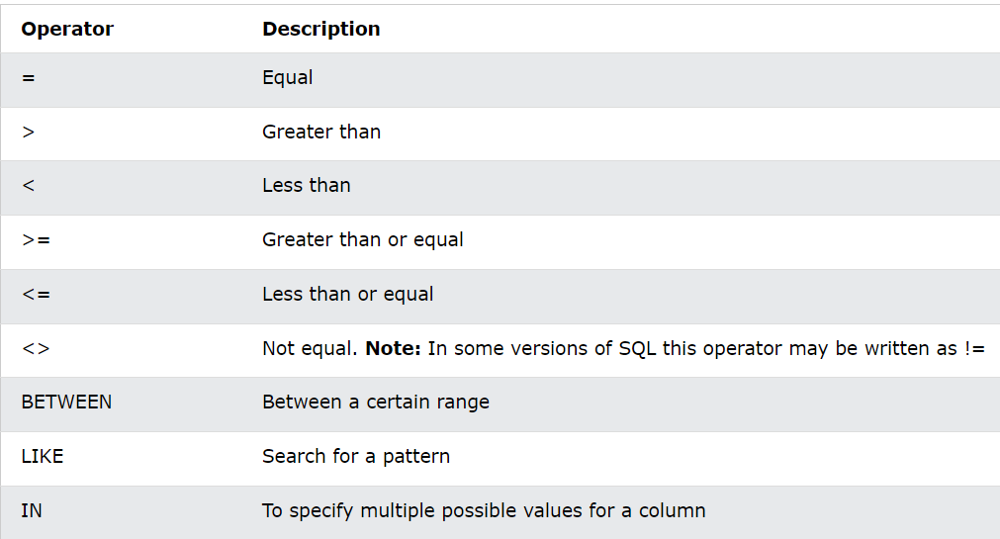 Operator Description
= Equal
> Greater than
< Less than
>= Greater than or equal
<= Less than or equal
<> Not equal. Note: In some versions of SQL this operator may be written as !=
BETWEEN Between a certain range
LIKE Search for a pattern
IN To specify multiple possible values for a column